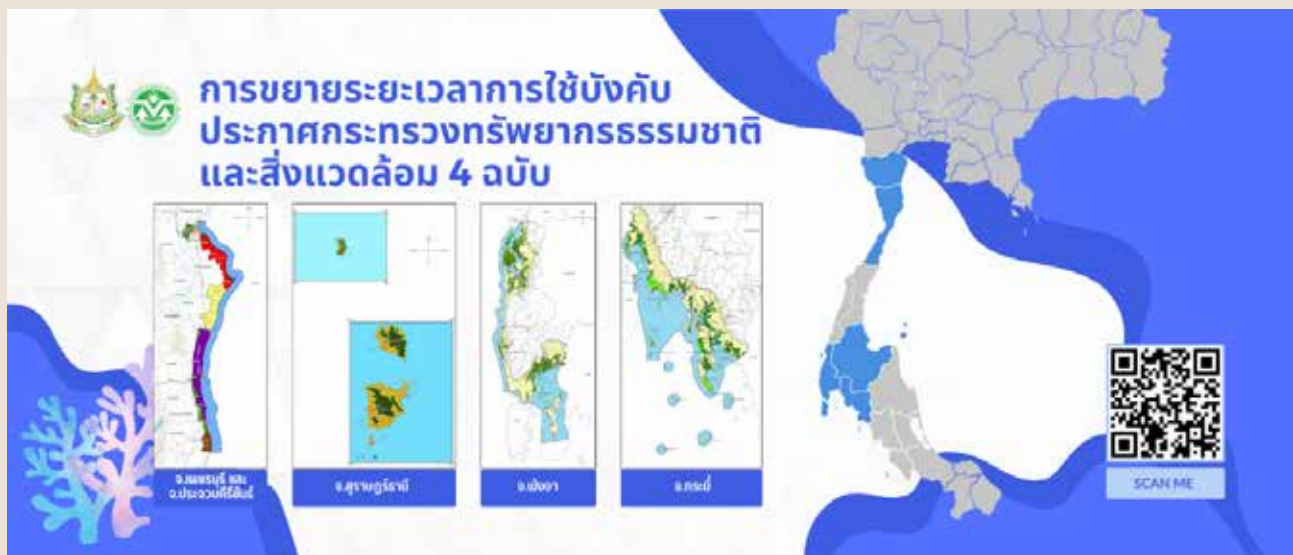 การขยายระยะเวลาการใช้บังคับ
ประกาศกระทรวงทรัพยากรธรรมชาติ
และสิ่งแวดล้อม 4 ฉบับ
จ.เพชรบุรี และ
จ.ประจวบคีรีขันธ์
จ.สุราษฎร์ธานี
จ.พังงา
จ.กระบี่
SCAN ME